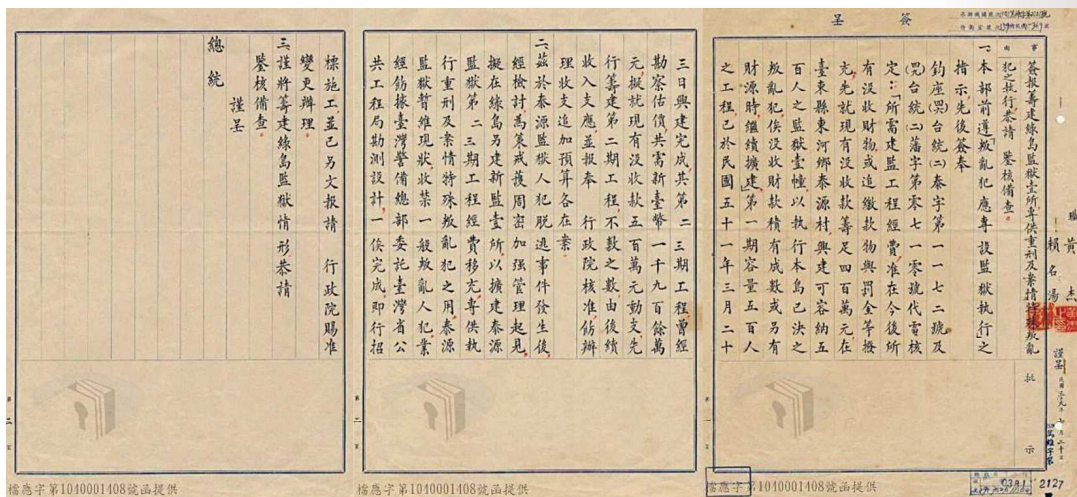 簽呈
事由
簽報籌建綠島監獄壹所專供重刑及案情特殊叛亂
犯之執行恭請　鑒核備查。
職 黃　杰
賴名湯
謹呈
批示
一、本部前遵「叛亂犯應專設監獄執行」之
指示先後簽奉
鈞座(哭)台統(二)泰字第一一七二號及
台統(二)藩字第零七一零號代電核
定：「所需建監工程經費准在今後所
有沒收財物或追繳款物與罰金等撥
充先就現有沒收款籌足四百萬元在
臺東縣東河鄉泰源村興建可容納五
百人之監獄壹幢以執行本島已決之
叛亂犯俟沒收財款積有成數或另有
財源時繼續擴建」第一期容量五百人
之工程已於民國五十一年三月二十
三日興建完成其第二三期工程曾經
勘察估價共需新臺幣一千九百餘萬
元擬就現有沒收款五百萬元動支先
行籌建第二期工程不敷之數由後續
收入支應並報奉　行政院核准飭辦
理收支追加預算各在案
二、茲於泰源監獄人犯脫逃事件發生後
經檢討為策戒護周密加強管理起見
擬在綠島另建新監壹所以擴建泰源
監獄第二三期工程經費移充專供執
行重刑及案情特殊叛亂犯之用泰源
監獄暫維現狀收禁一般叛亂人犯業
經飭據臺灣警備總部委託臺灣省公
共工程局勘測設計一俟完成即行招
標施工並已另文報請　行政院賜准
變更辦理。
三、謹將籌建綠島監獄情形恭請
鑒核備查。
謹呈
總統
檔應字第1040001408號函提供
檔應字第1040001408號函提供
檔應字第1040001408號函提供
2127